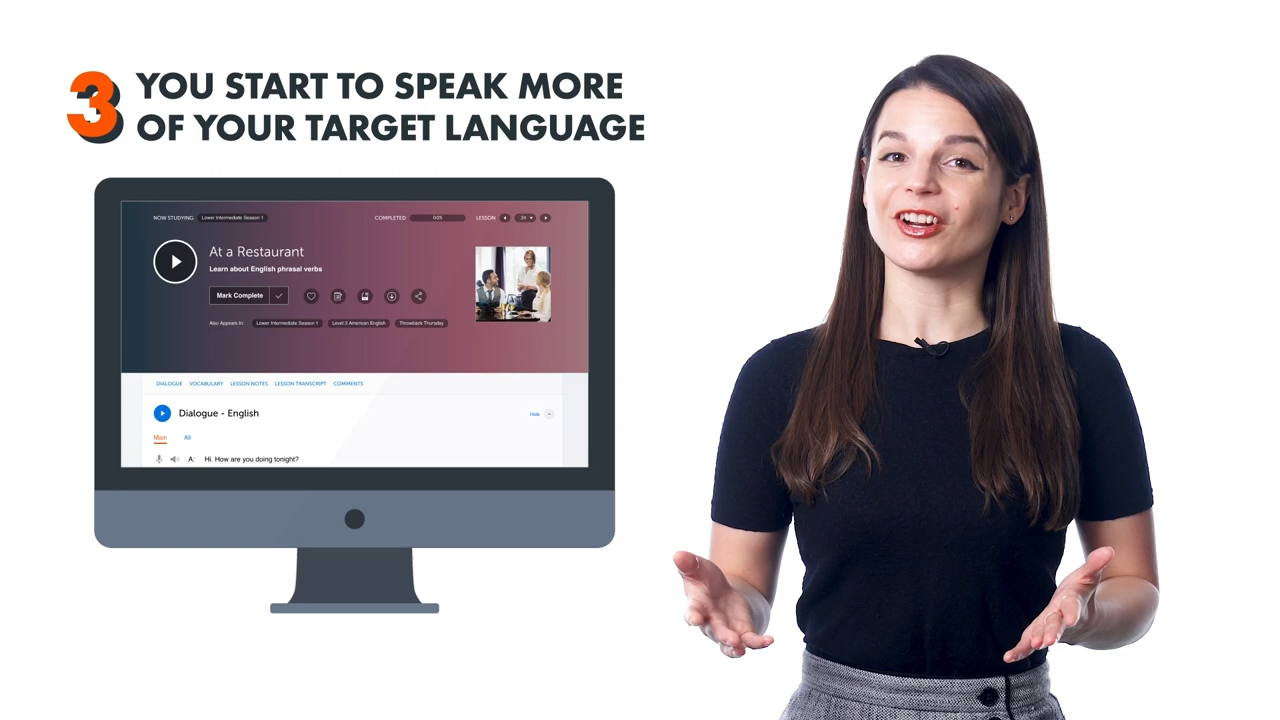 3 YOU START TO SPEAK MORE
OF YOUR TARGET LANGUAGE
NOW STUDYING Lower Intermediate Season 1 COMPLETED 0:05 LESSON 34
At a Restaurant
Learn about English phrasal verbs
Mark Complete
Also Appears In: Lower Intermediate Season 1 Level 3 American English Throwback Thursday
DIALOGUE VOCABULARY LESSON NOTES LESSON TRANSCRIPT COMMENTS
Dialogue - English Hide
Main All
A: Hi. How are you doing tonight?